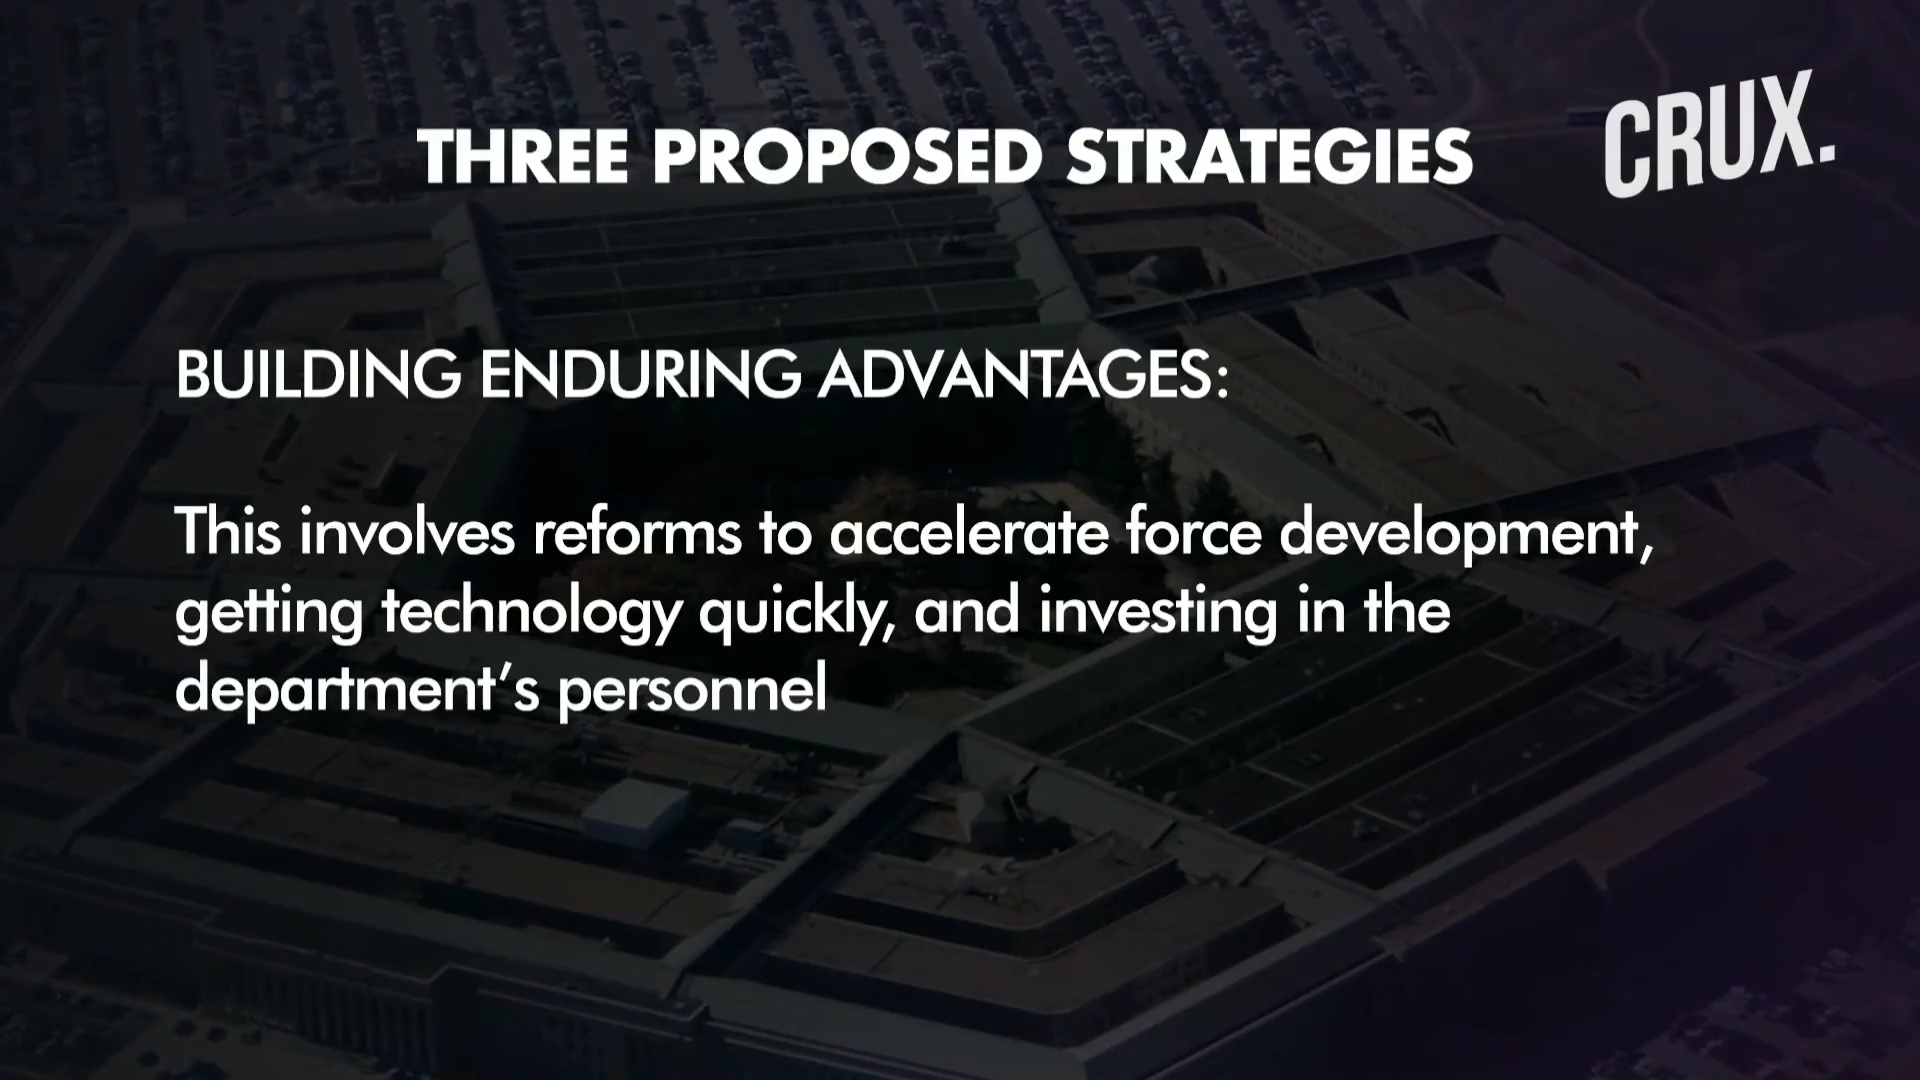 THREE PROPOSED STRATEGIES
CRUX.
BUILDING ENDURING ADVANTAGES:
This involves reforms to accelerate force development,
getting technology quickly, and investing in the
department’s personnel